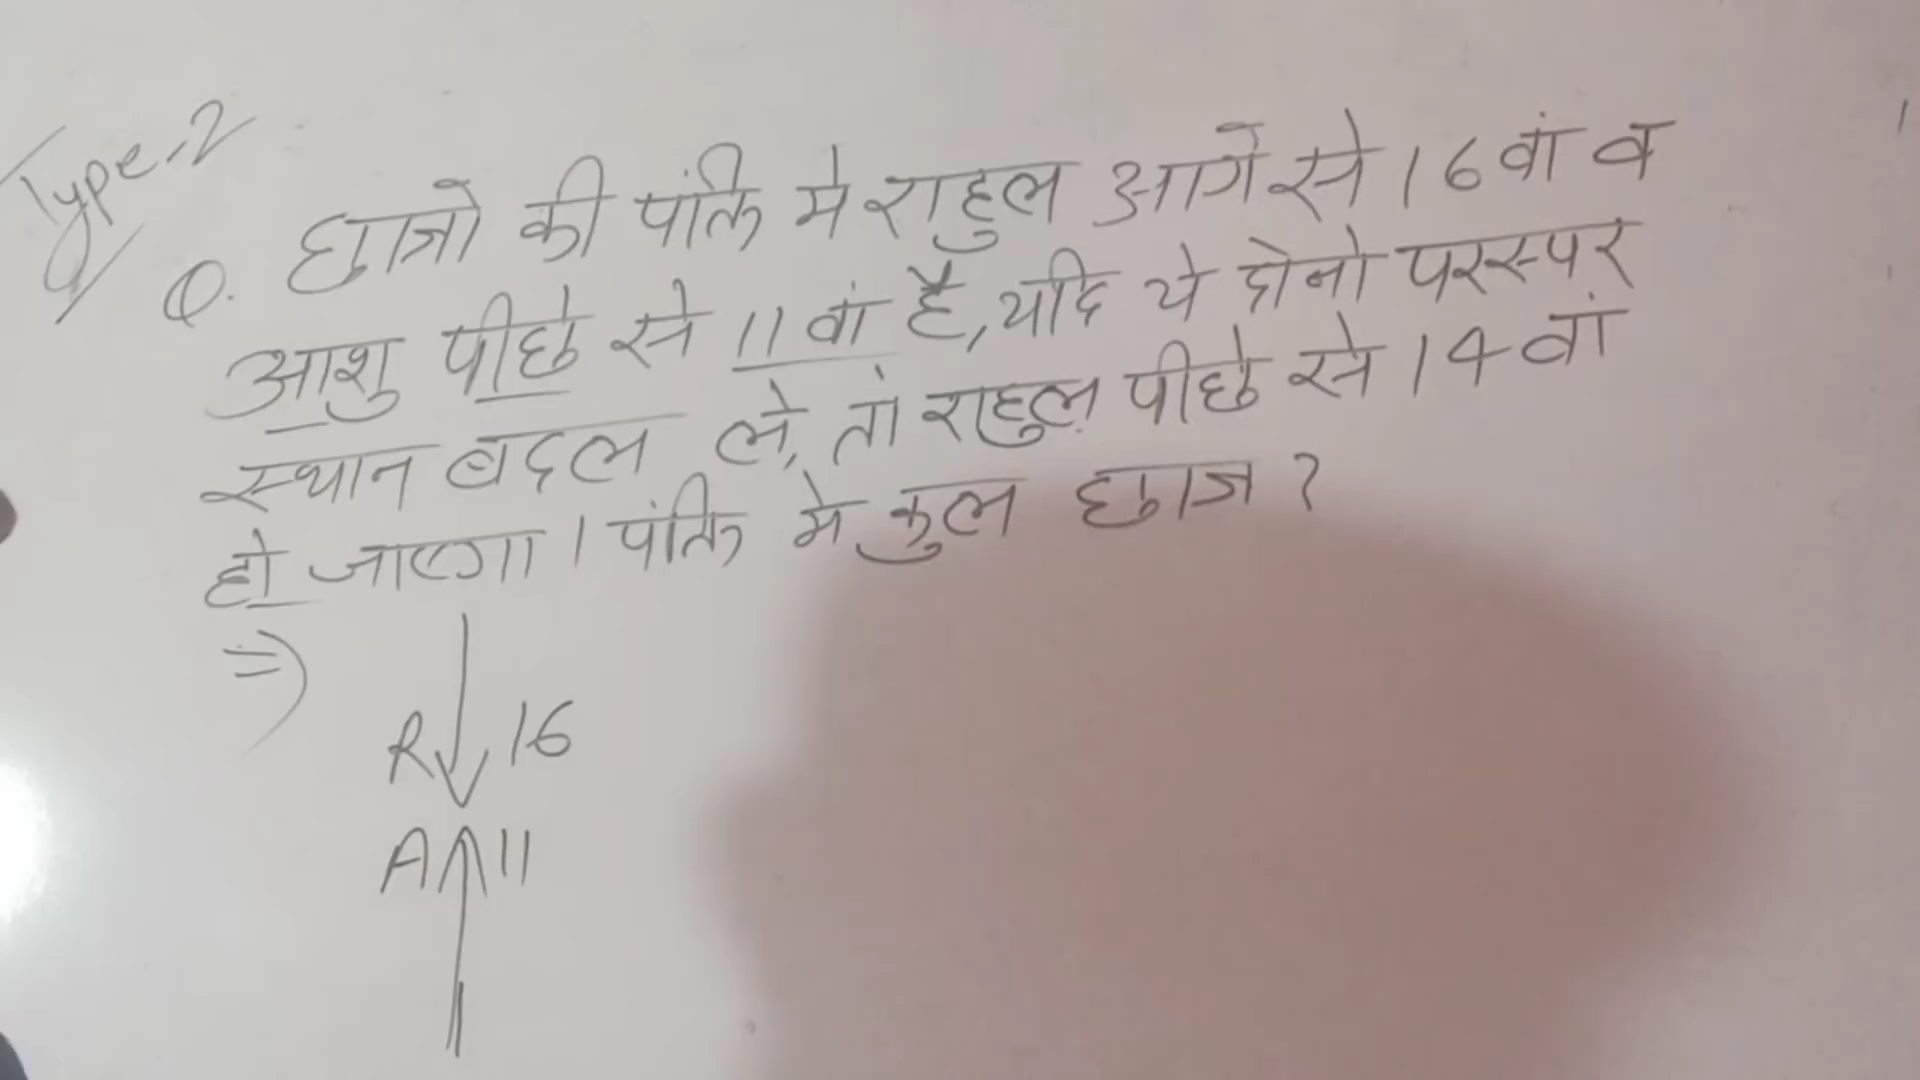 Type-2
Q. छात्रो की पंक्ति मे राहुल आगे से 16वां व
आशु पीछे से 11 वां है, यदि ये दोनो परस्पर
स्थान बदल ले, तो राहुल पीछे से 14 वां
हो जाएगा। पंक्ति मे कुल छात्र ?
=>
R 16
A 11